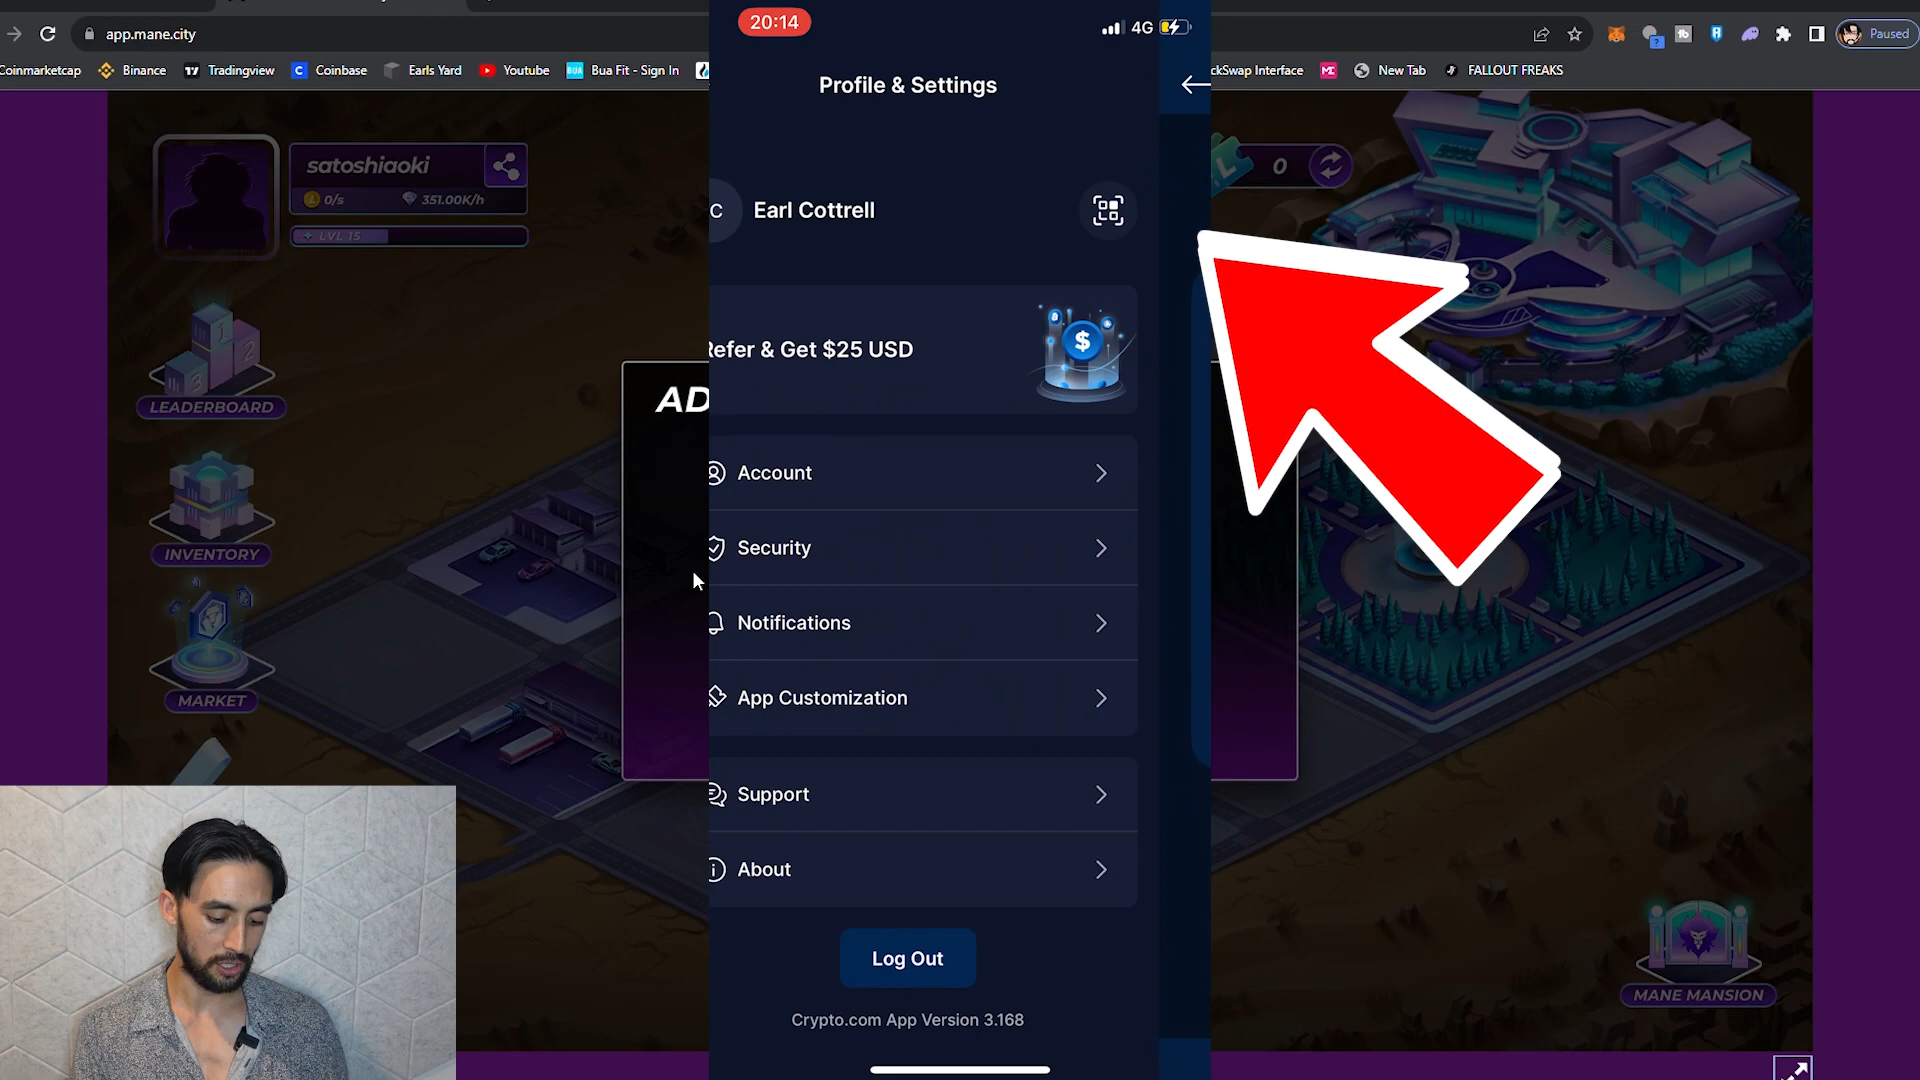 20:14
4G
app.mane.city
Paused
Coinmarketcap
Binance
Tradingview
Coinbase
Earls Yard
Youtube
Bua Fit - Sign In
ckSwap Interface
New Tab
FALLOUT FREAKS
Profile & Settings
satoshiaoki
0/s
351.00K/h
LVL 15
0
C
Earl Cottrell
Refer & Get $25 USD
AD
LEADERBOARD
Account
Security
INVENTORY
Notifications
MARKET
App Customization
Support
About
Log Out
MANE MANSION
Crypto.com App Version 3.168